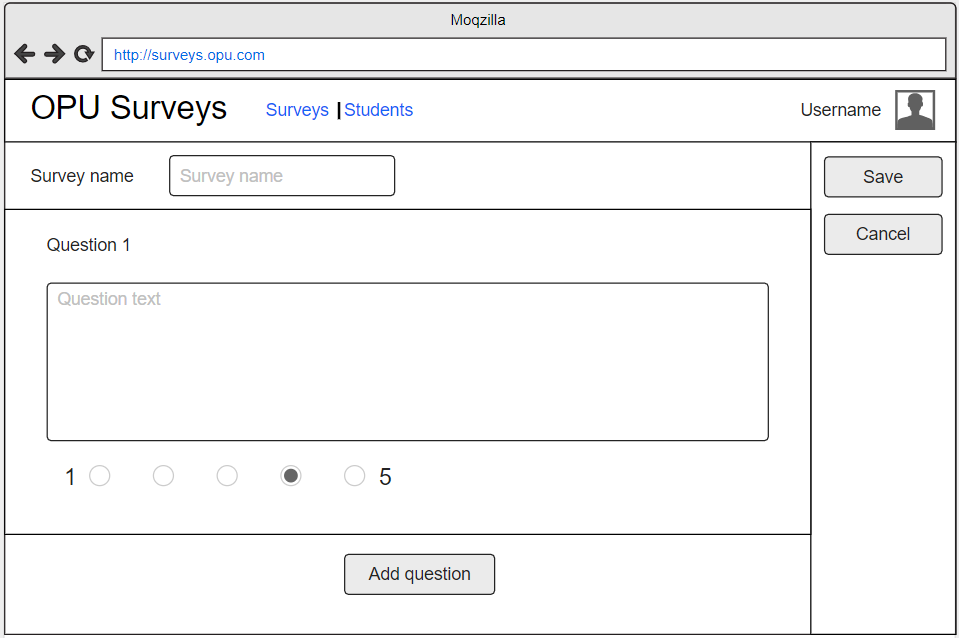 Moqzilla
http://surveys.opu.com
OPU Surveys Surveys | Students Username
Survey name Survey name Save
Cancel
Question 1
Question text
1 5
Add question